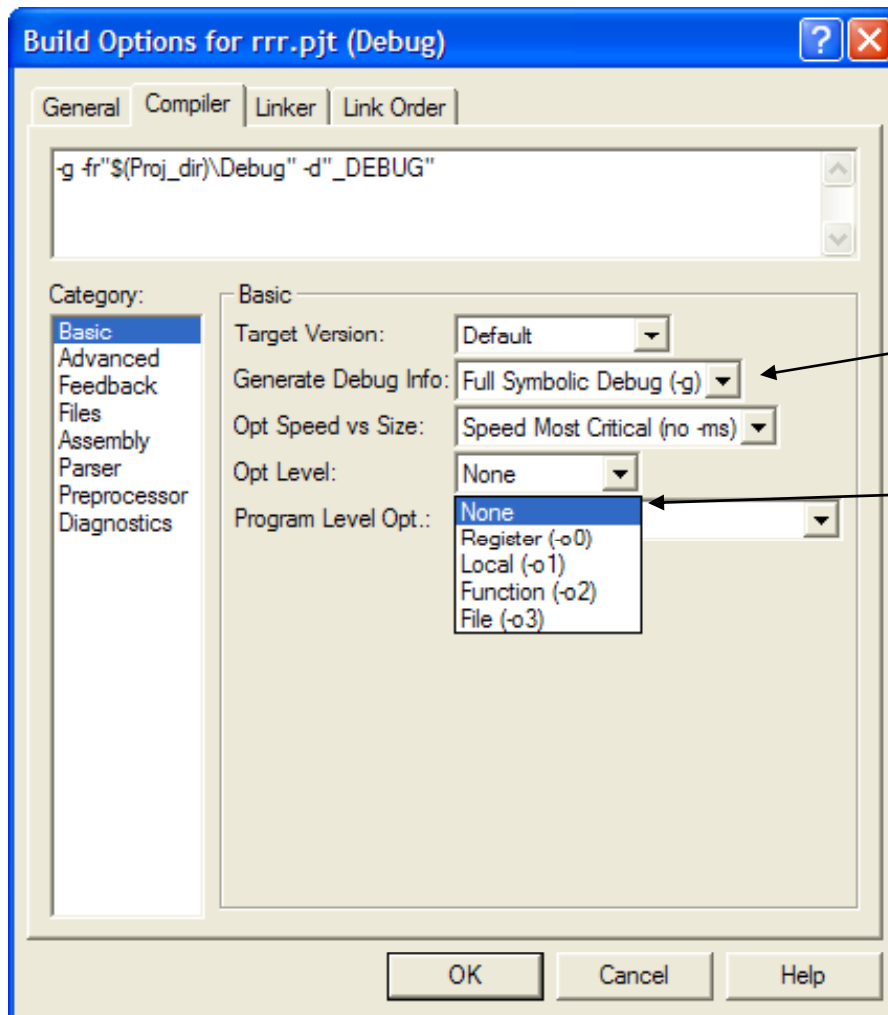 Build Options for rrr.pjt (Debug)
General Compiler Linker Link Order
-g -fr"$(Proj_dir)\Debug" -d"_DEBUG"
Category:
Basic
Advanced
Feedback
Files
Assembly
Parser
Preprocessor
Diagnostics
Basic
Target Version: Default
Generate Debug Info: Full Symbolic Debug (-g)
Opt Speed vs Size: Speed Most Critical (no -ms)
Opt Level: None
Program Level Opt.:
None
Register (-o0)
Local (-o1)
Function (-o2)
File (-o3)
OK Cancel Help